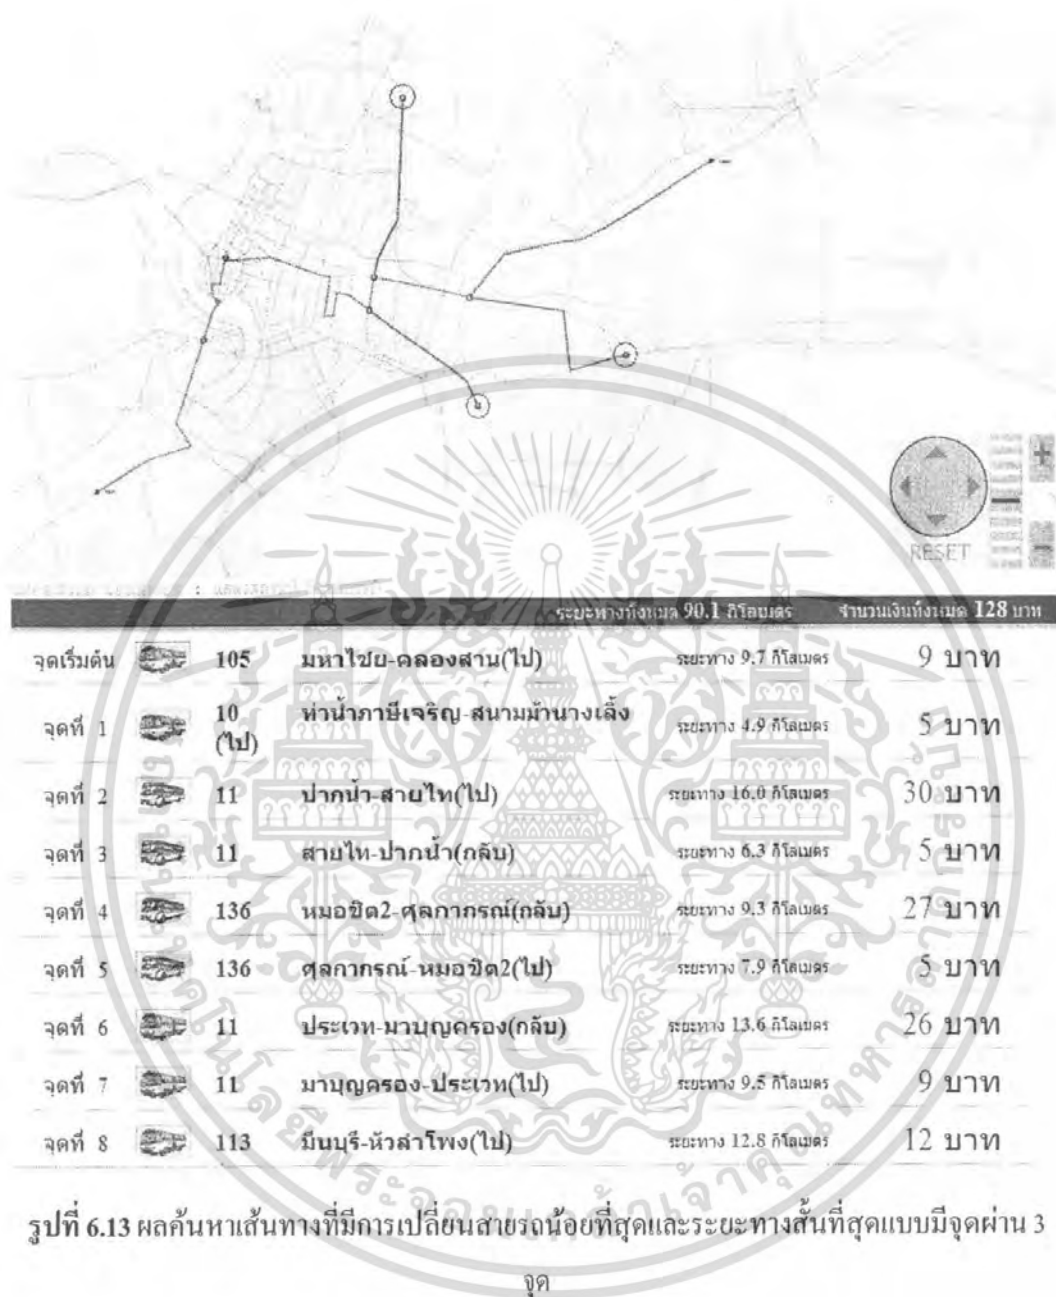 RESET
ระยะทางทั้งหมด 90.1 กิโลเมตร จำนวนเงินทั้งหมด 128 บาท
จุดเริ่มต้น 105 มหาไชย-คลองสาน(ไป) ระยะทาง 9.7 กิโลเมตร 9 บาท
จุดที่ 1 10 (ไป) ท่าน้ำภาษีเจริญ-สนามม้านางเลิ้ง ระยะทาง 4.9 กิโลเมตร 5 บาท
จุดที่ 2 11 ปากน้ำ-สายไท(ไป) ระยะทาง 16.0 กิโลเมตร 30 บาท
จุดที่ 3 11 สายไท-ปากน้ำ(กลับ) ระยะทาง 6.3 กิโลเมตร 5 บาท
จุดที่ 4 136 หมอชิต2-ศุลกากรณ์(กลับ) ระยะทาง 9.3 กิโลเมตร 27 บาท
จุดที่ 5 136 ศุลกากรณ์-หมอชิต2(ไป) ระยะทาง 7.9 กิโลเมตร 5 บาท
จุดที่ 6 11 ประเวท-มาบุญครอง(กลับ) ระยะทาง 13.6 กิโลเมตร 26 บาท
จุดที่ 7 11 มาบุญครอง-ประเวท(ไป) ระยะทาง 9.5 กิโลเมตร 9 บาท
จุดที่ 8 113 มีนบุรี-หัวลำโพง(ไป) ระยะทาง 12.8 กิโลเมตร 12 บาท
รูปที่ 6.13 ผลค้นหาเส้นทางที่มีการเปลี่ยนสายรถน้อยที่สุดและระยะทางสั้นที่สุดแบบมีจุดผ่าน 3
จุด